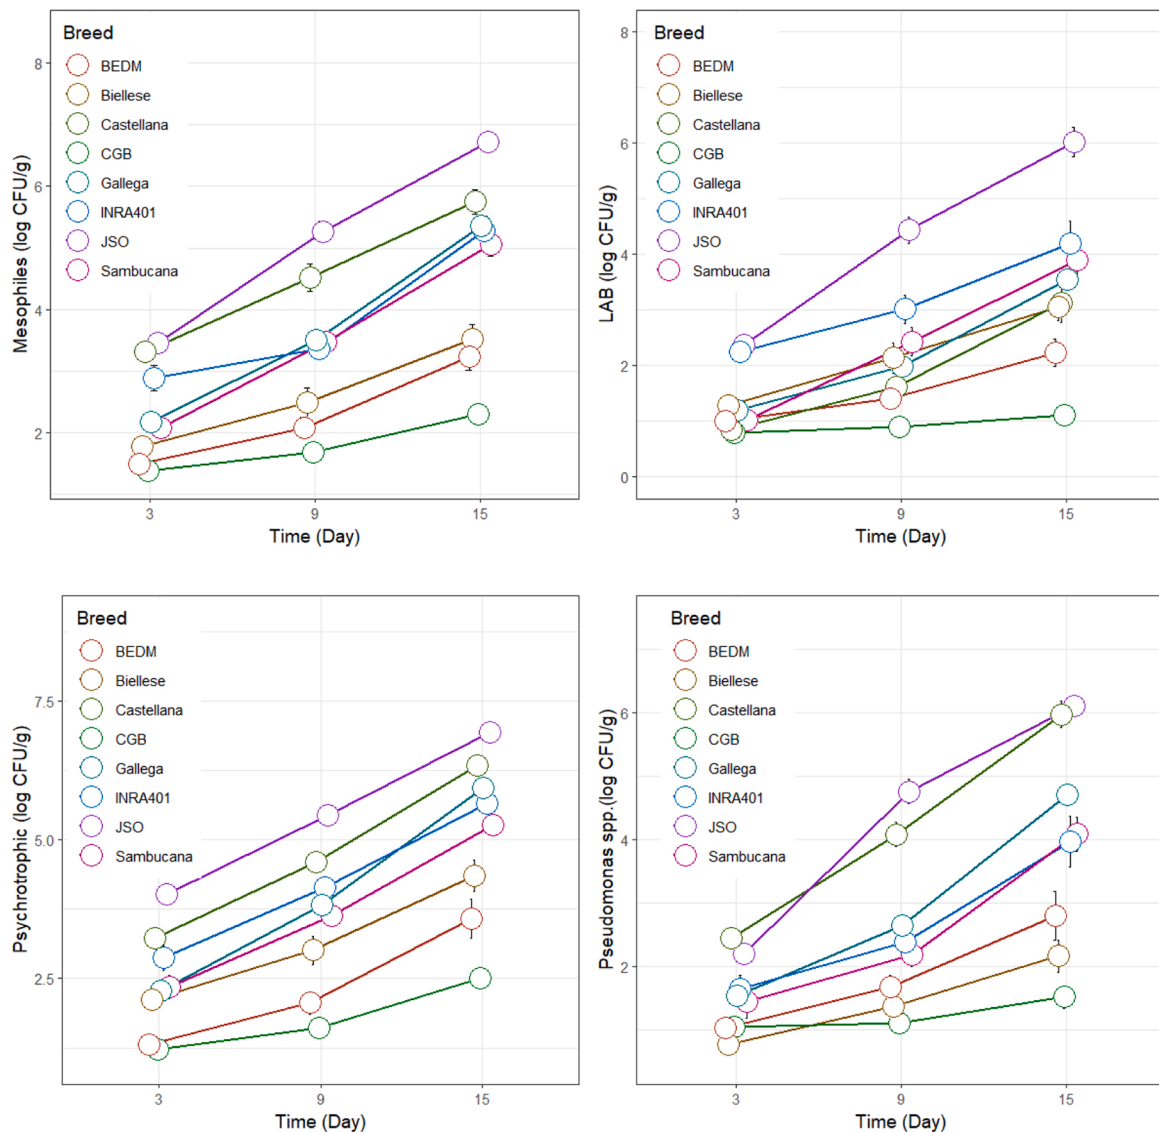 Breed
BEDM
Biellese
Castellana
CGB
Gallega
INRA401
JSO
Sambucana
8
6
4
2
Mesophiles (log CFU/g)
3
9
15
Time (Day)
Breed
BEDM
Biellese
Castellana
CGB
Gallega
INRA401
JSO
Sambucana
8
6
4
2
0
LAB (log CFU/g)
3
9
15
Time (Day)
Breed
BEDM
Biellese
Castellana
CGB
Gallega
INRA401
JSO
Sambucana
7.5
5.0
2.5
Psychrotrophic (log CFU/g)
3
9
15
Time (Day)
Breed
BEDM
Biellese
Castellana
CGB
Gallega
INRA401
JSO
Sambucana
6
4
2
Pseudomonas spp.(log CFU/g)
3
9
15
Time (Day)